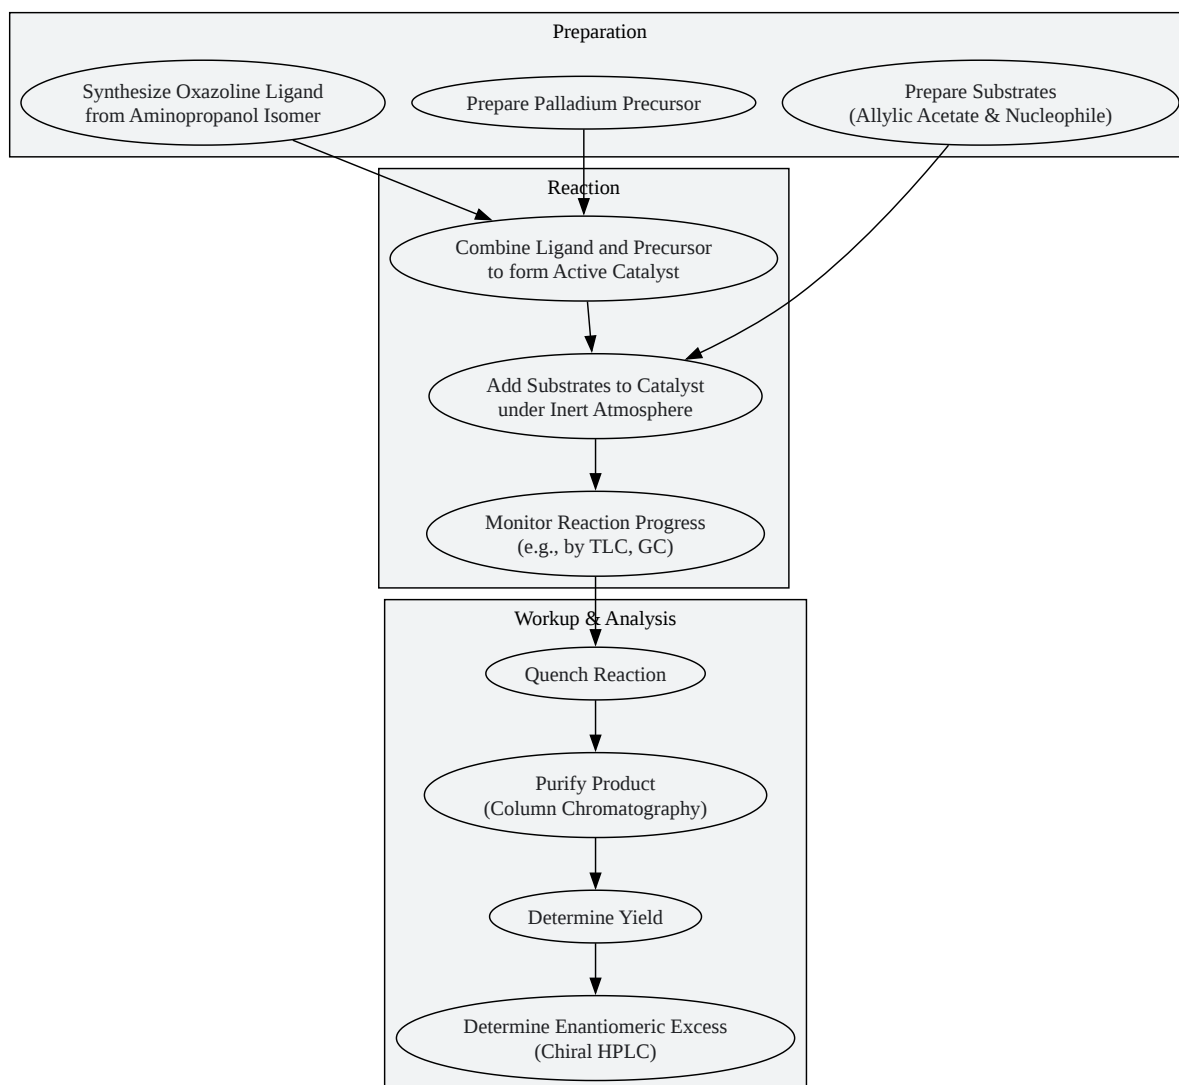 Preparation
Synthesize Oxazoline Ligand
from Aminopropanol Isomer
Prepare Palladium Precursor
Prepare Substrates
(Allylic Acetate & Nucleophile)
Reaction
Combine Ligand and Precursor
to form Active Catalyst
Add Substrates to Catalyst
under Inert Atmosphere
Monitor Reaction Progress
(e.g., by TLC, GC)
Workup & Analysis
Quench Reaction
Purify Product
(Column Chromatography)
Determine Yield
Determine Enantiomeric Excess
(Chiral HPLC)